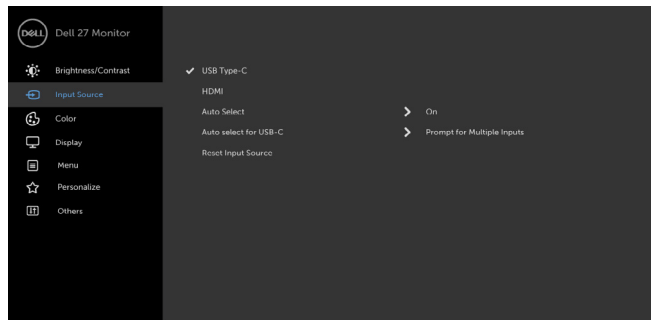 DELL Dell 27 Monitor
Brightness/Contrast
Input Source
Color
Display
Menu
Personalize
Others
USB Type-C
HDMI
Auto Select On
Auto select for USB-C Prompt for Multiple Inputs
Reset Input Source